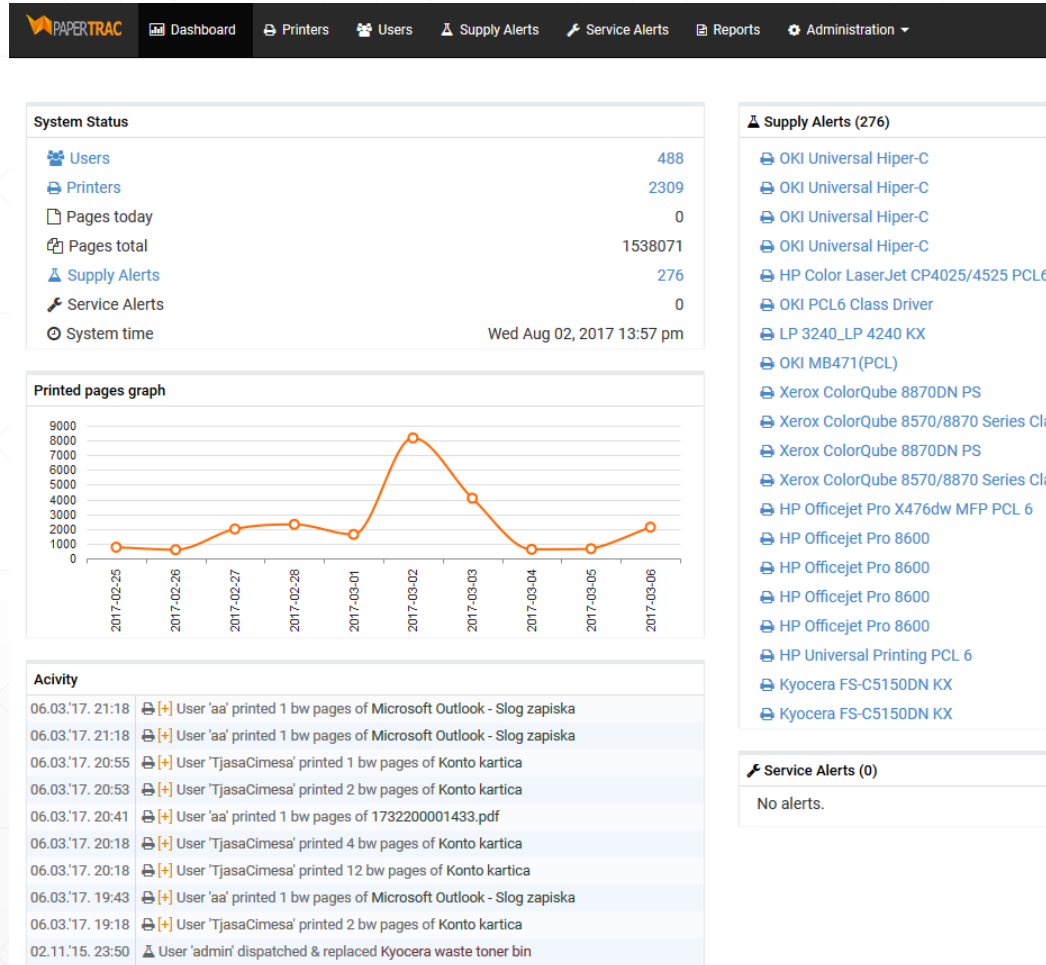 PAPERTRAC Dashboard Printers Users Supply Alerts Service Alerts Reports Administration
System Status
Users 488
Printers 2309
Pages today 0
Pages total 1538071
Supply Alerts 276
Service Alerts 0
System time Wed Aug 02, 2017 13:57 pm
Printed pages graph
9000
8000
7000
6000
5000
4000
3000
2000
1000
0
2017-02-25 2017-02-26 2017-02-27 2017-02-28 2017-03-01 2017-03-02 2017-03-03 2017-03-04 2017-03-05 2017-03-06
Acivity
06.03.'17. 21:18 [+] User 'aa' printed 1 bw pages of Microsoft Outlook - Slog zapiska
06.03.'17. 21:18 [+] User 'aa' printed 1 bw pages of Microsoft Outlook - Slog zapiska
06.03.'17. 20:55 [+] User 'TjasaCimesa' printed 1 bw pages of Konto kartica
06.03.'17. 20:53 [+] User 'TjasaCimesa' printed 2 bw pages of Konto kartica
06.03.'17. 20:41 [+] User 'aa' printed 1 bw pages of 1732200001433.pdf
06.03.'17. 20:18 [+] User 'TjasaCimesa' printed 4 bw pages of Konto kartica
06.03.'17. 20:18 [+] User 'TjasaCimesa' printed 12 bw pages of Konto kartica
06.03.'17. 19:43 [+] User 'aa' printed 1 bw pages of Microsoft Outlook - Slog zapiska
06.03.'17. 19:18 [+] User 'TjasaCimesa' printed 2 bw pages of Konto kartica
02.11.'15. 23:50 User 'admin' dispatched & replaced Kyocera waste toner bin
Supply Alerts (276)
OKI Universal Hiper-C
OKI Universal Hiper-C
OKI Universal Hiper-C
OKI Universal Hiper-C
HP Color LaserJet CP4025/4525 PCL6
OKI PCL6 Class Driver
LP 3240_LP 4240 KX
OKI MB471(PCL)
Xerox ColorQube 8870DN PS
Xerox ColorQube 8570/8870 Series Cla
Xerox ColorQube 8870DN PS
Xerox ColorQube 8570/8870 Series Cla
HP Officejet Pro X476dw MFP PCL 6
HP Officejet Pro 8600
HP Officejet Pro 8600
HP Officejet Pro 8600
HP Officejet Pro 8600
HP Universal Printing PCL 6
Kyocera FS-C5150DN KX
Kyocera FS-C5150DN KX
Service Alerts (0)
No alerts.